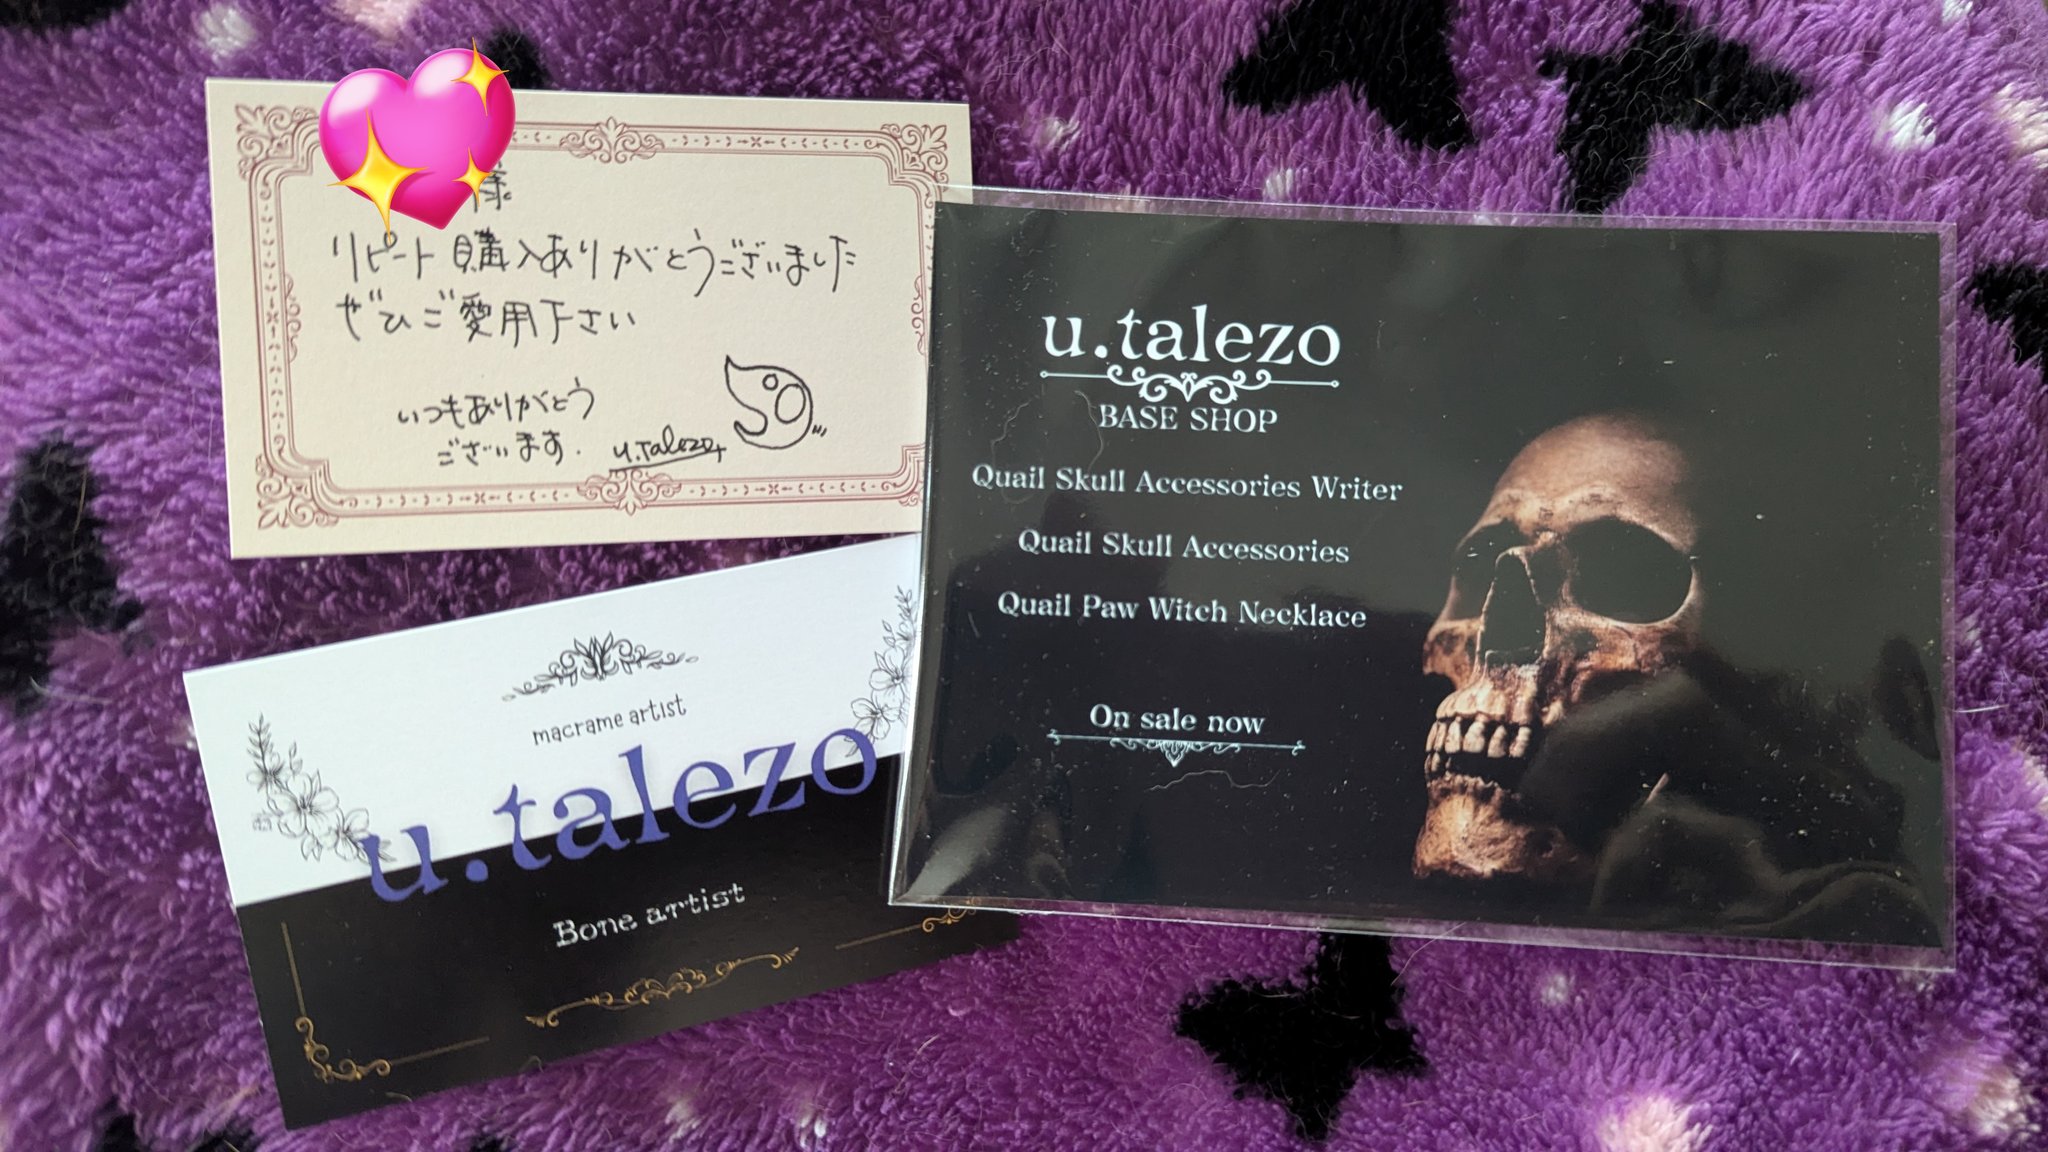 様
リピート購入ありがとうございました
ぜひご愛用下さい
いつもありがとう
ございます.
u.talezo
macrame artist
u.talezo
Bone artist
u.talezo
BASE SHOP
Quail Skull Accessories Writer
Quail Skull Accessories
Quail Paw Witch Necklace
On sale now